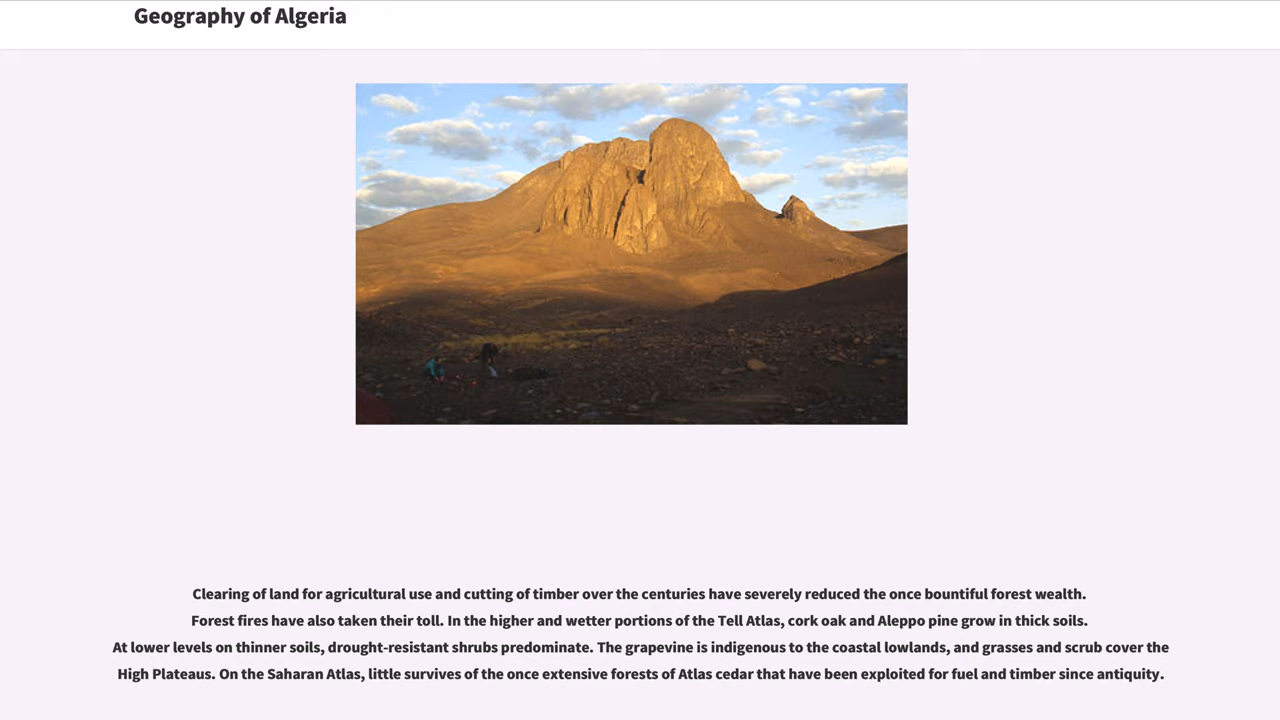 Geography of Algeria
Clearing of land for agricultural use and cutting of timber over the centuries have severely reduced the once bountiful forest wealth.
Forest fires have also taken their toll. In the higher and wetter portions of the Tell Atlas, cork oak and Aleppo pine grow in thick soils.
At lower levels on thinner soils, drought-resistant shrubs predominate. The grapevine is indigenous to the coastal lowlands, and grasses and scrub cover the
High Plateaus. On the Saharan Atlas, little survives of the once extensive forests of Atlas cedar that have been exploited for fuel and timber since antiquity.